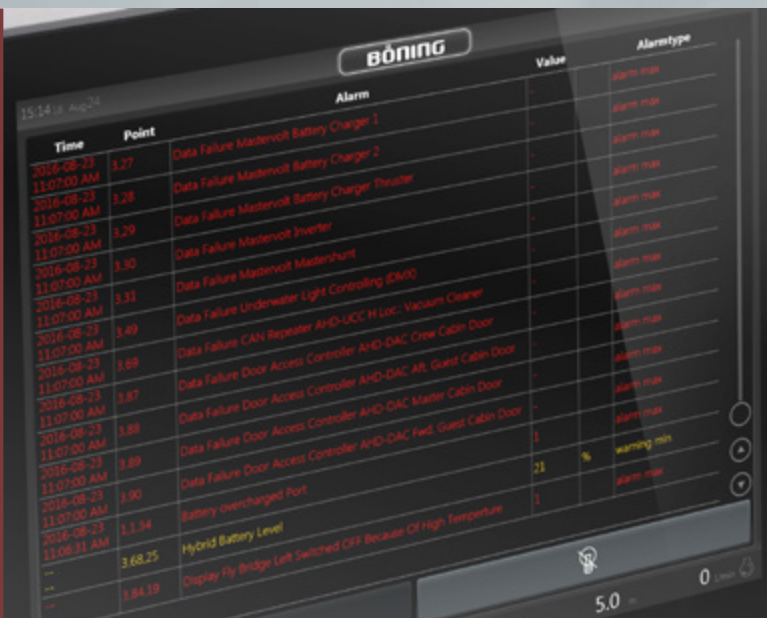 BÖNING
15:14 18 Aug24
Time Point Alarm Value Alarmtype
2016-08-23 11:07:00 AM 3.27 Data Failure Mastervolt Battery Charger 1 - alarm max
2016-08-23 11:07:00 AM 3.28 Data Failure Mastervolt Battery Charger 2 - alarm max
2016-08-23 11:07:00 AM 3.29 Data Failure Mastervolt Battery Charger Thruster - alarm max
2016-08-23 11:07:00 AM 3.30 Data Failure Mastervolt Inverter - alarm max
2016-08-23 11:07:00 AM 3.31 Data Failure Mastervolt Mastershunt - alarm max
2016-08-23 11:07:00 AM 3.49 Data Failure Underwater Light Controlling (DMX) - alarm max
2016-08-23 11:07:00 AM 3.69 Data Failure CAN Repeater AHD-UCC H Loc.: Vacuum Cleaner - alarm max
2016-08-23 11:07:00 AM 3.87 Data Failure Door Access Controller AHD-DAC Crew Cabin Door - alarm max
2016-08-23 11:07:00 AM 3.88 Data Failure Door Access Controller AHD-DAC Aft. Guest Cabin Door - alarm max
2016-08-23 11:07:00 AM 3.89 Data Failure Door Access Controller AHD-DAC Master Cabin Door - alarm max
2016-08-23 11:07:00 AM 3.90 Data Failure Door Access Controller AHD-DAC Fwd. Guest Cabin Door - alarm max
2016-08-23 11:06:31 AM 1.1.34 Battery overcharged Port 1 alarm max
-- 3.68.25 Hybrid Battery Level 21 % warning min
-- 3.84.19 Display Fly Bridge Left Switched OFF Because Of High Temperture 1 alarm max
5.0 0 L/min